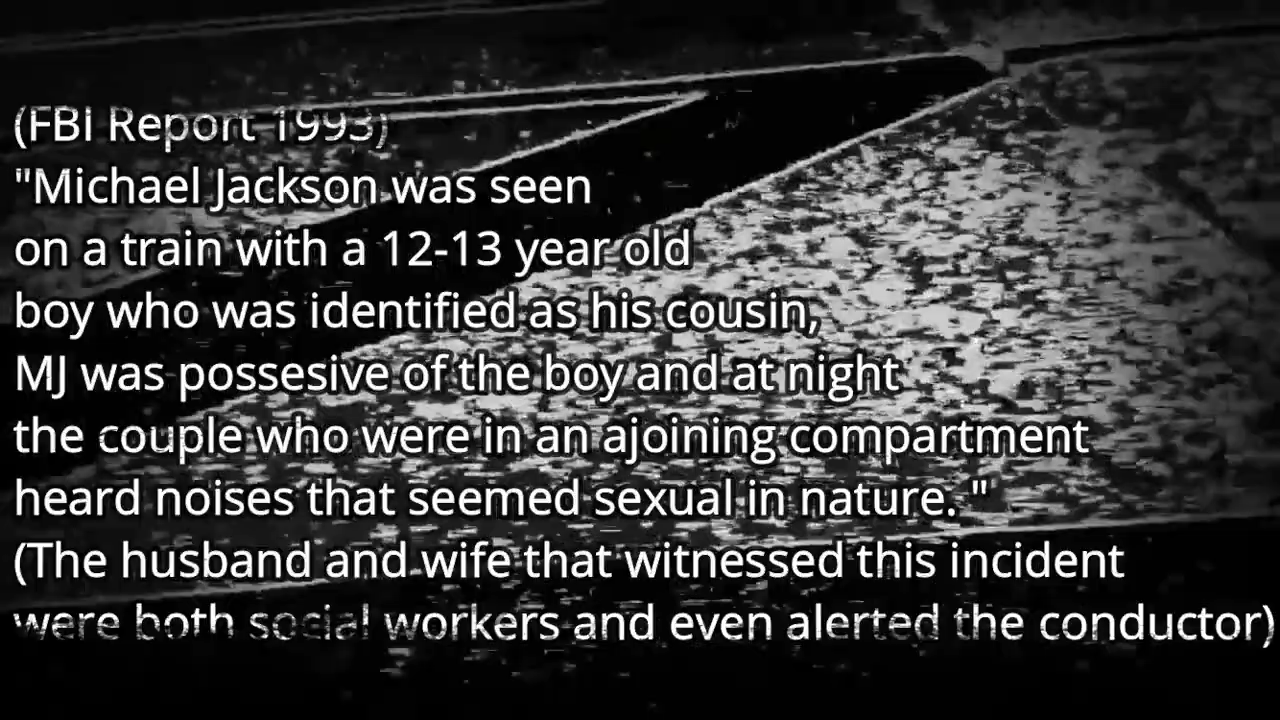 (FBI Report 1993)
"Michael Jackson was seen
on a train with a 12-13 year old
boy who was identified as his cousin,
MJ was possesive of the boy and at night
the couple who were in an ajoining compartment
heard noises that seemed sexual in nature. "
(The husband and wife that witnessed this incident
were both social workers and even alerted the conductor)